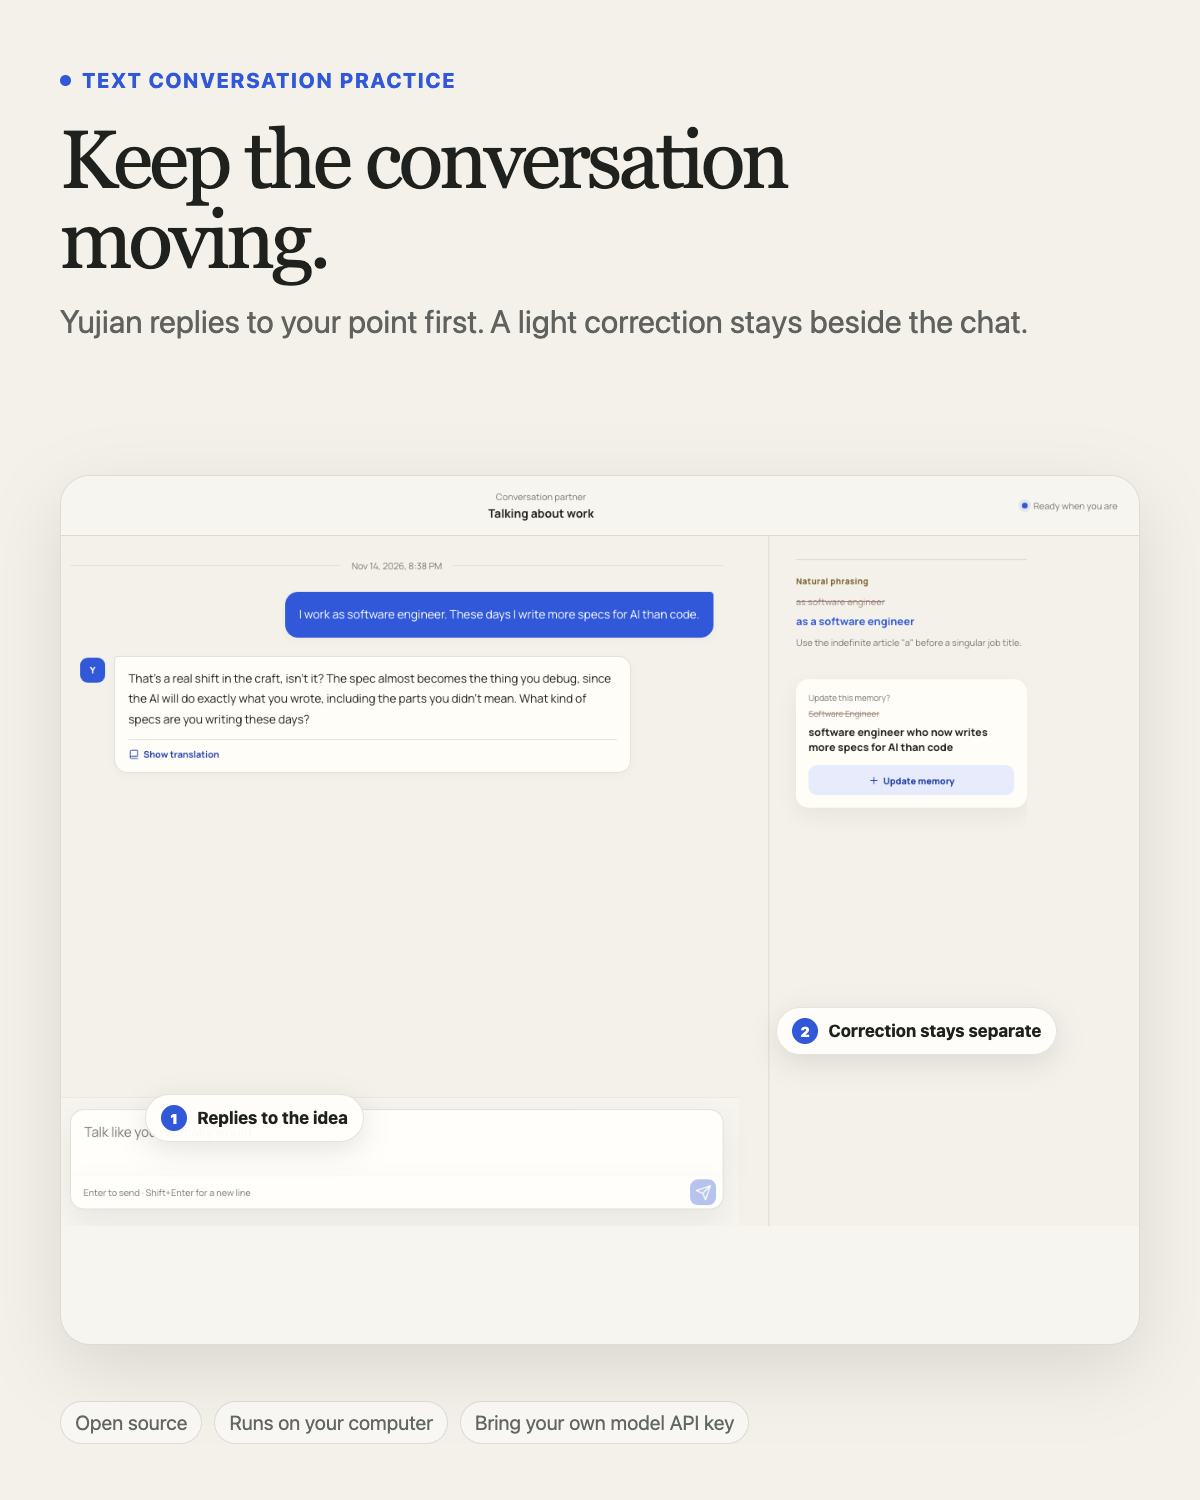 TEXT CONVERSATION PRACTICE
Keep the conversation
moving.
Yujian replies to your point first. A light correction stays beside the chat.
Conversation partner
Talking about work
Ready when you are
Nov 14, 2026, 8:38 PM
I work as software engineer. These days I write more specs for AI than code.
Y
That's a real shift in the craft, isn't it? The spec almost becomes the thing you debug, since
the AI will do exactly what you wrote, including the parts you didn't mean. What kind of
specs are you writing these days?
Show translation
Natural phrasing
as software engineer
as a software engineer
Use the indefinite article "a" before a singular job title.
Update this memory?
Software Engineer
software engineer who now writes
more specs for AI than code
+ Update memory
2 Correction stays separate
1 Replies to the idea
Talk like
Enter to send · Shift+Enter for a new line
Open source
Runs on your computer
Bring your own model API key